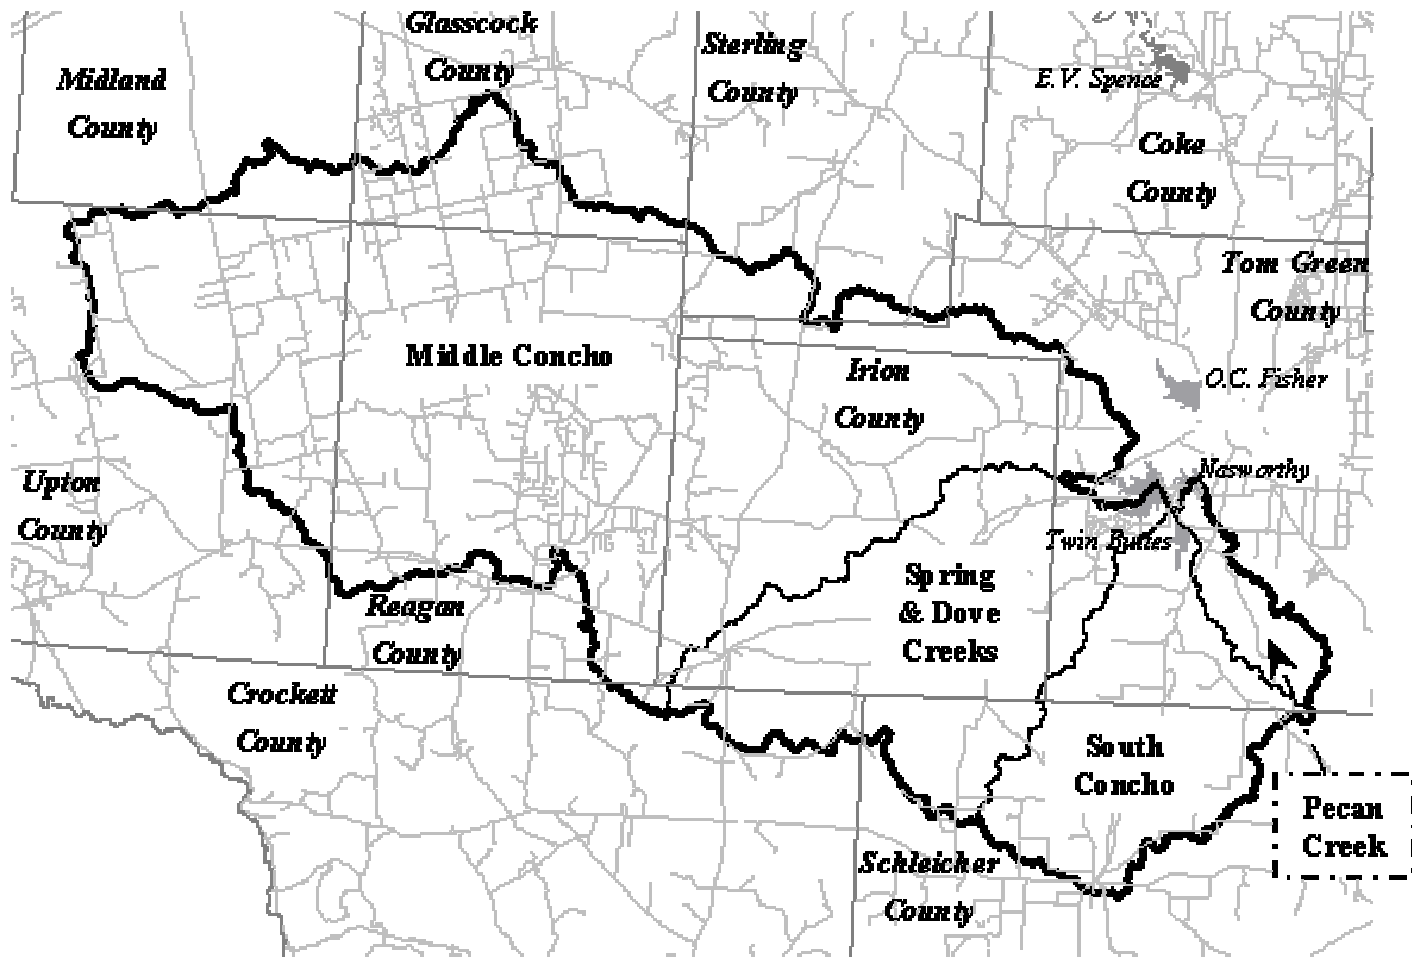 Glasscock
County
Sterling
County
Midland
County
E.V. Spence
Coke
County
Tom Green
County
Middle Concho
Irion
County
O.C. Fisher
Upton
County
Nasworthy
Twin Buttes
Spring
& Dove
Creeks
Reagan
County
Crockett
County
South
Concho
Pecan
Creek
Schleicher
County